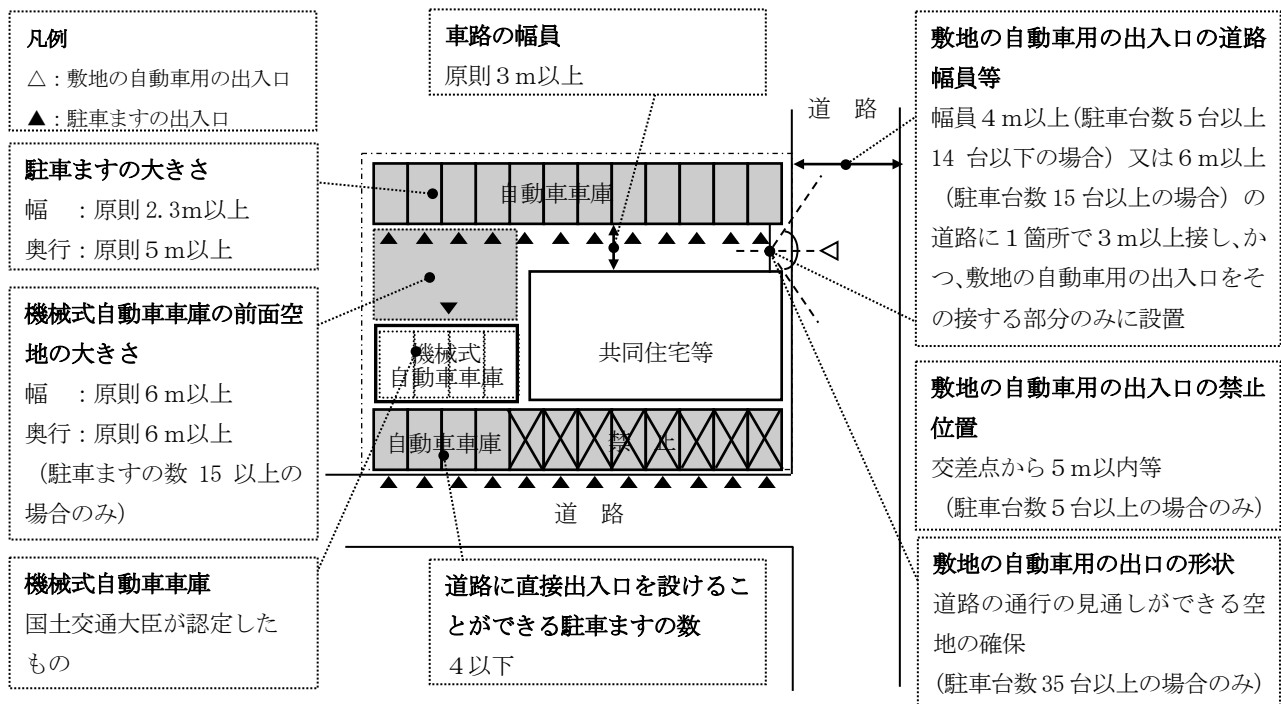 凡例
△：敷地の自動車用の出入口
▲：駐車ますの出入口
駐車ますの大きさ
幅　：原則 2.3ｍ以上
奥行：原則５ｍ以上
機械式自動車車庫の前面空
地の大きさ
幅　：原則６ｍ以上
奥行：原則６ｍ以上
（駐車ますの数 15 以上の
場合のみ）
機械式自動車車庫
国土交通大臣が認定した
もの
車路の幅員
原則３ｍ以上
道　路
自動車車庫
機械式
自動車車庫
共同住宅等
自動車車庫
禁　止
道　路
道路に直接出入口を設けるこ
とができる駐車ますの数
４以下
敷地の自動車用の出入口の道路
幅員等
幅員４ｍ以上（駐車台数５台以上
14 台以下の場合）又は６ｍ以上
（駐車台数 15 台以上の場合）の
道路に１箇所で３ｍ以上接し、か
つ、敷地の自動車用の出入口をそ
の接する部分のみに設置
敷地の自動車用の出入口の禁止
位置
交差点から５ｍ以内等
（駐車台数５台以上の場合のみ）
敷地の自動車用の出口の形状
道路の通行の見通しができる空
地の確保
（駐車台数 35 台以上の場合のみ）